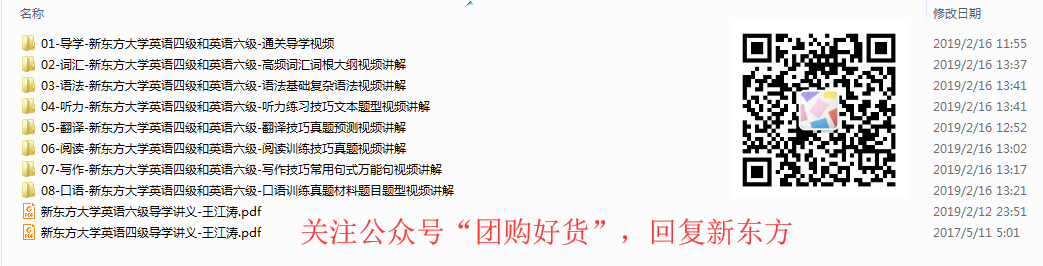 名称 修改日期
01-导学-新东方大学英语四级和英语六级-通关导学视频 2019/2/16 11:55
02-词汇-新东方大学英语四级和英语六级-高频词汇词根大纲视频讲解 2019/2/16 13:37
03-语法-新东方大学英语四级和英语六级-语法基础复杂语法视频讲解 2019/2/16 13:41
04-听力-新东方大学英语四级和英语六级-听力练习技巧文本题型视频讲解 2019/2/16 13:41
05-翻译-新东方大学英语四级和英语六级-翻译技巧真题预测视频讲解 2019/2/16 12:52
06-阅读-新东方大学英语四级和英语六级-阅读训练技巧真题视频讲解 2019/2/16 13:02
07-写作-新东方大学英语四级和英语六级-写作技巧常用句式万能句视频讲解 2019/2/16 13:17
08-口语-新东方大学英语四级和英语六级-口语训练真题材料题目题型视频讲解 2019/2/16 13:21
新东方大学英语六级导学讲义-王江涛.pdf 2019/2/12 23:51
新东方大学英语四级导学讲义-王江涛.pdf 2017/5/11 5:01
关注公众号“团购好货”，回复新东方